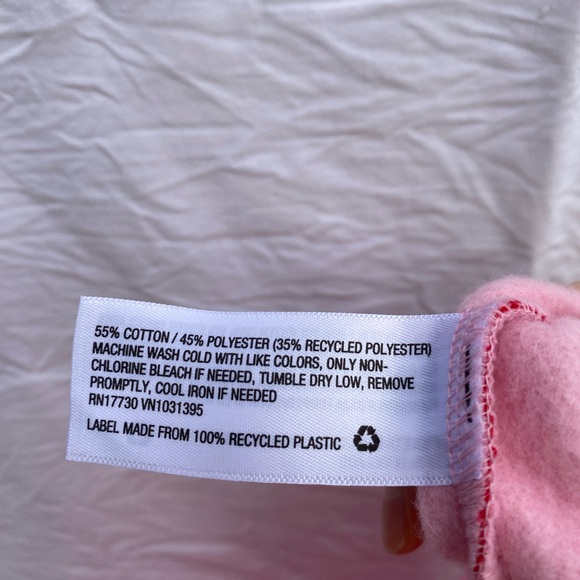 55% COTTON / 45% POLYESTER (35% RECYCLED POLYESTER)
MACHINE WASH COLD WITH LIKE COLORS, ONLY NON-
CHLORINE BLEACH IF NEEDED, TUMBLE DRY LOW, REMOVE
PROMPTLY, COOL IRON IF NEEDED
RN17730 VN1031395
LABEL MADE FROM 100% RECYCLED PLASTIC